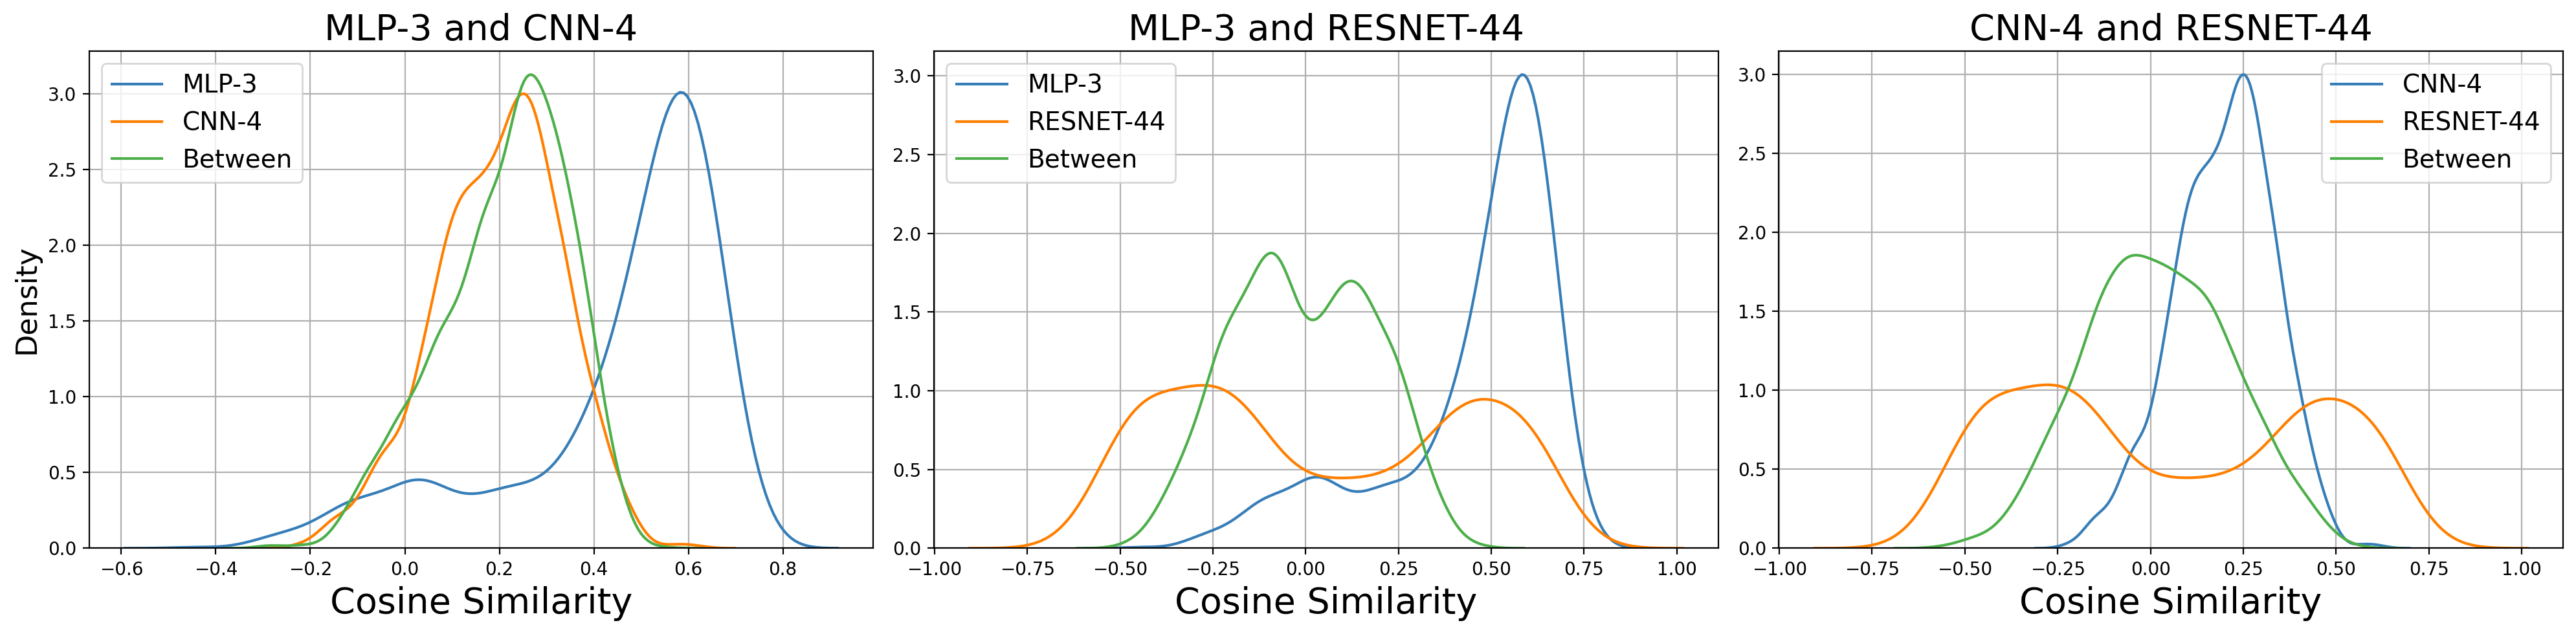 MLP-3 and CNN-4
MLP-3
CNN-4
Between
Density
3.0
2.5
2.0
1.5
1.0
0.5
0.0
−0.6 −0.4 −0.2 0.0 0.2 0.4 0.6 0.8
Cosine Similarity
MLP-3 and RESNET-44
MLP-3
RESNET-44
Between
3.0
2.5
2.0
1.5
1.0
0.5
0.0
−1.00 −0.75 −0.50 −0.25 0.00 0.25 0.50 0.75 1.00
Cosine Similarity
CNN-4 and RESNET-44
CNN-4
RESNET-44
Between
3.0
2.5
2.0
1.5
1.0
0.5
0.0
−1.00 −0.75 −0.50 −0.25 0.00 0.25 0.50 0.75 1.00
Cosine Similarity